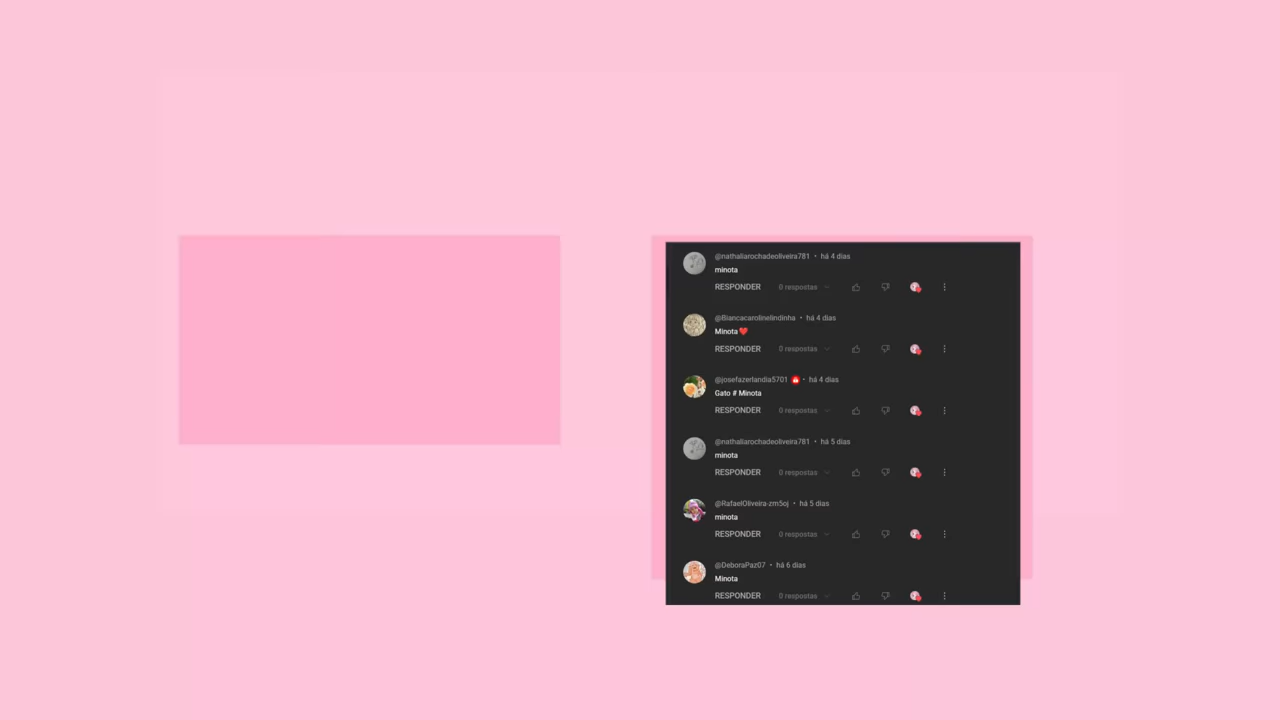 @nathaliarochadeoliveira781 • há 4 dias
minota
RESPONDER 0 respostas
@Biancacarolinelindinha • há 4 dias
Minota❤️
RESPONDER 0 respostas
@josefazerlandia5701 • há 4 dias
Gato # Minota
RESPONDER 0 respostas
@nathaliarochadeoliveira781 • há 5 dias
minota
RESPONDER 0 respostas
@RafaelOliveira-zm5oj • há 5 dias
minota
RESPONDER 0 respostas
@DeboraPaz07 • há 6 dias
Minota
RESPONDER 0 respostas